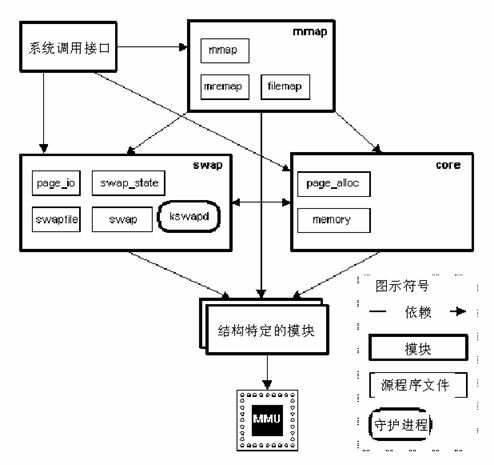 系统调用接口
mmap
mmap
mremap
filemap
swap
page_io
swap_state
swapfile
swap
kswapd
core
page_alloc
memory
结构特定的模块
MMU
图示符号
依赖
模块
源程序文件
守护进程